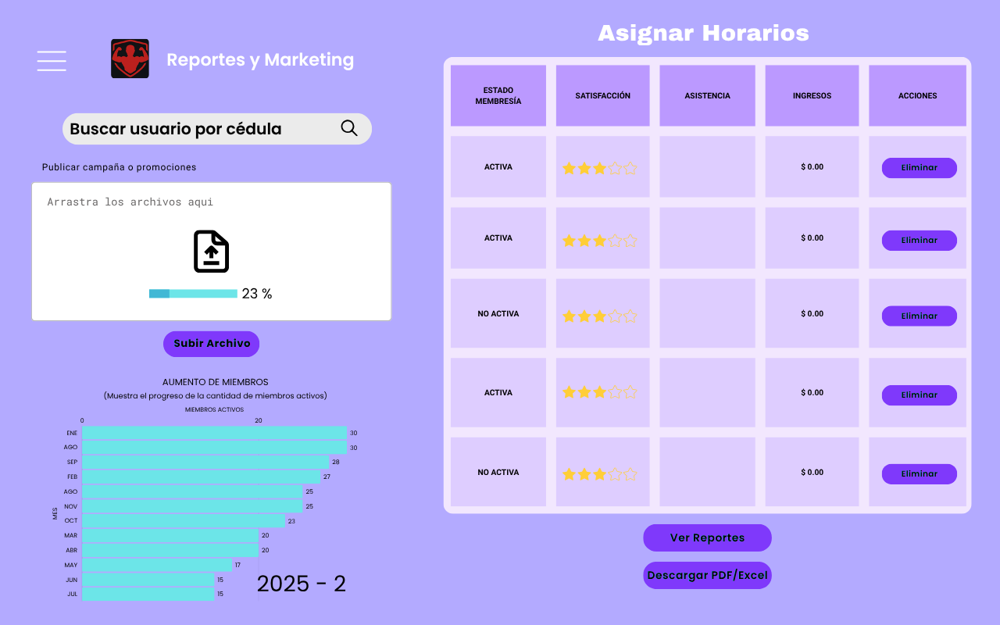 Reportes y Marketing
Buscar usuario por cédula
Publicar campaña o promociones
Arrastra los archivos aqui
23 %
Subir Archivo
AUMENTO DE MIEMBROS
(Muestra el progreso de la cantidad de miembros activos)
MIEMBROS ACTIVOS
0 20
MES
ENE 30
AGO 30
SEP 28
FEB 27
AGO 25
NOV 25
OCT 23
MAR 20
ABR 20
MAY 17
JUN 15
JUL 15
2025 - 2
Asignar Horarios
ESTADO
MEMBRESÍA
SATISFACCIÓN
ASISTENCIA
INGRESOS
ACCIONES
ACTIVA $ 0.00 Eliminar
ACTIVA $ 0.00 Eliminar
NO ACTIVA $ 0.00 Eliminar
ACTIVA $ 0.00 Eliminar
NO ACTIVA $ 0.00 Eliminar
Ver Reportes
Descargar PDF/Excel